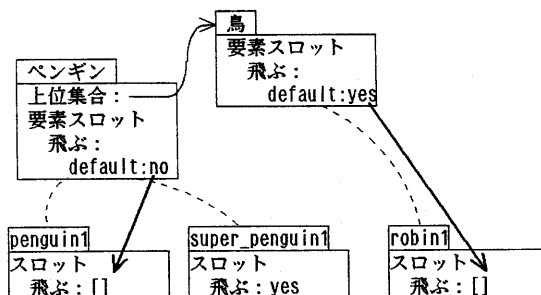 鳥
要素スロット
飛ぶ：
default:yes
ペンギン
上位集合：
要素スロット
飛ぶ：
default:no
penguin1
スロット
飛ぶ：[]
super_penguin1
スロット
飛ぶ：yes
robin1
スロット
飛ぶ：[]